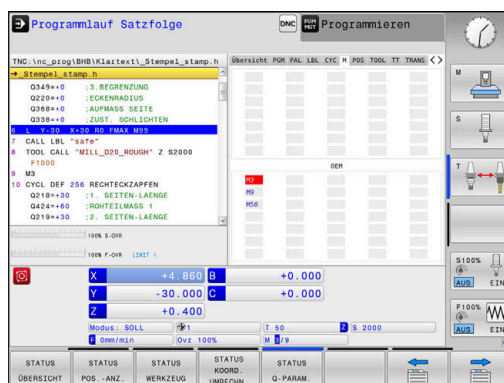 Programmlauf Satzfolge
DNC
PGM MGT
Programmieren
TNC:\nc_prog\BHB\Klartext\_Stempel_stamp.h
→_Stempel_stamp.h
Q349=+0 ;3.BEGRENZUNG
Q220=+0 ;ECKENRADIUS
Q368=+0 ;AUFMASS SEITE
Q338=+0 ;ZUST. SCHLICHTEN
6 L Y-30 X+30 R0 FMAX M99
7 CALL LBL "safe"
8 TOOL CALL "MILL_D20_ROUGH" Z S2000
F1000
9 M3
10 CYCL DEF 256 RECHTECKZAPFEN
Q218=+30 ;1. SEITEN-LAENGE
Q424=+60 ;ROHTEILMASS 1
Q219=+30 ;2. SEITEN-LAENGE
100% S-OVR
100% F-OVR LIMIT 1
Übersicht PGM PAL LBL CYC M POS TOOL TT TRANS
OEM
M3
M9
M50
X +4.860 B +0.000
Y -30.000 C +0.000
Z +0.400
Modus: SOLL 1 T 50 Z S 2000
F 0mm/min Ovr 100% M 3/9
M
S
T
S100%
AUS EIN
F100%
AUS EIN
STATUS ÜBERSICHT
STATUS POS.-ANZ.
STATUS WERKZEUG
STATUS KOORD. UMRECHN.
STATUS Q-PARAM.